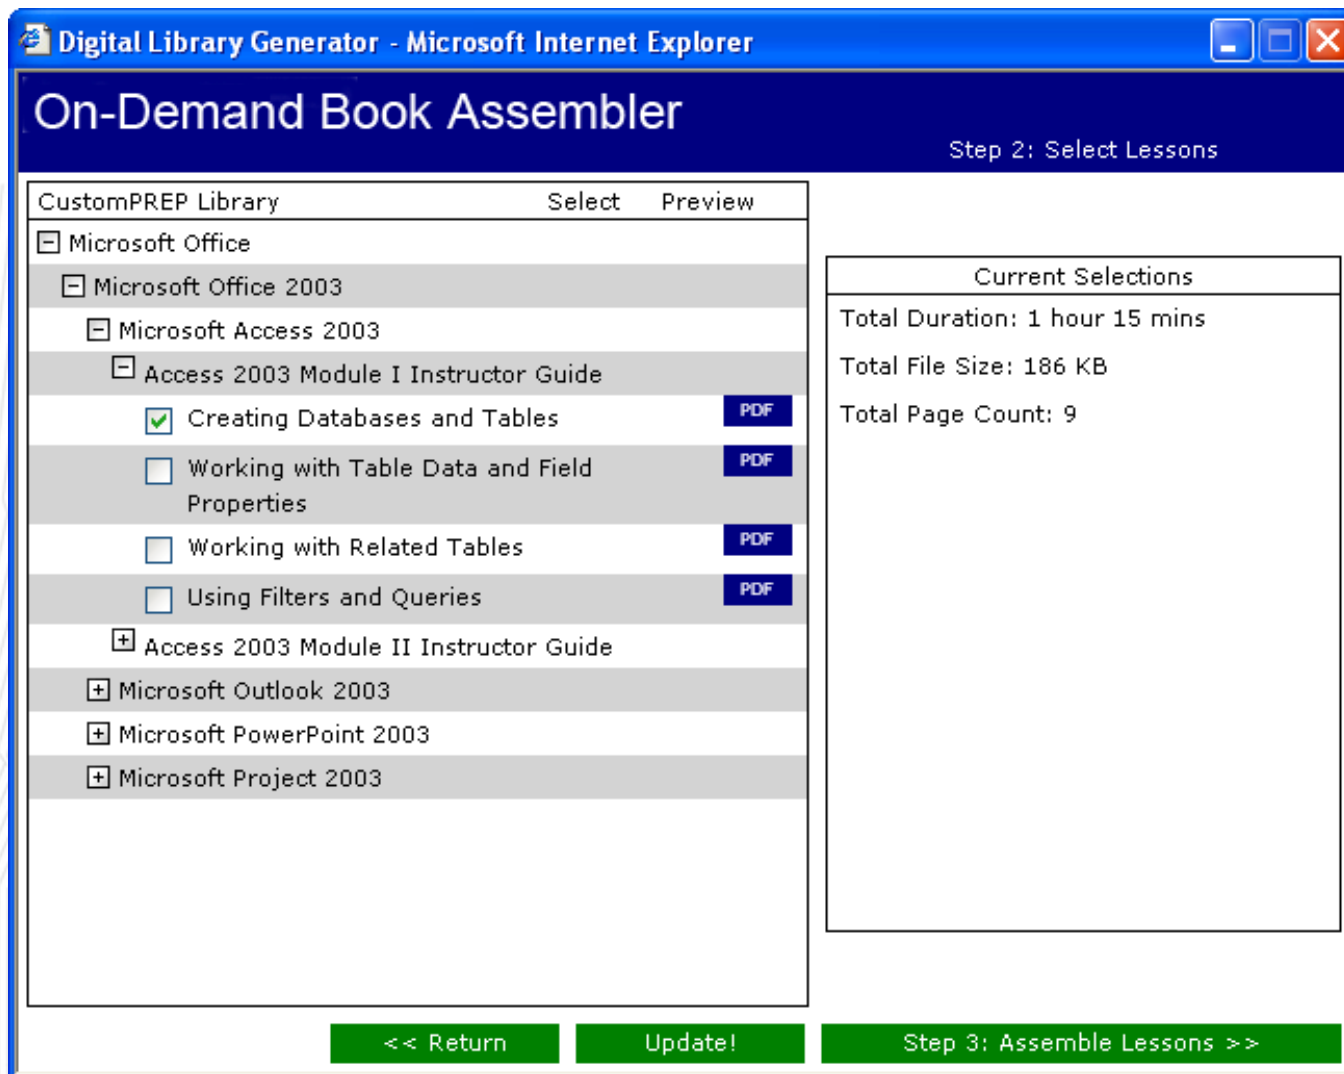 Digital Library Generator - Microsoft Internet Explorer
On-Demand Book Assembler
Step 2: Select Lessons
CustomPREP Library Select Preview
Microsoft Office
Microsoft Office 2003
Microsoft Access 2003
Access 2003 Module I Instructor Guide
Creating Databases and Tables PDF
Working with Table Data and Field PDF
Properties
Working with Related Tables PDF
Using Filters and Queries PDF
Access 2003 Module II Instructor Guide
Microsoft Outlook 2003
Microsoft PowerPoint 2003
Microsoft Project 2003
Current Selections
Total Duration: 1 hour 15 mins
Total File Size: 186 KB
Total Page Count: 9
<< Return Update! Step 3: Assemble Lessons >>